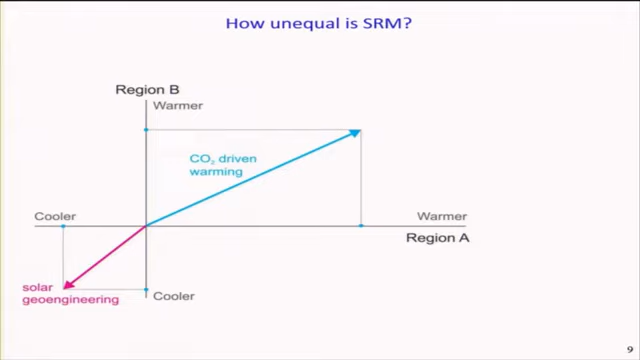 How unequal is SRM?
Region B
Warmer
CO₂ driven
warming
Cooler
Warmer
Region A
solar
geoengineering
Cooler
9